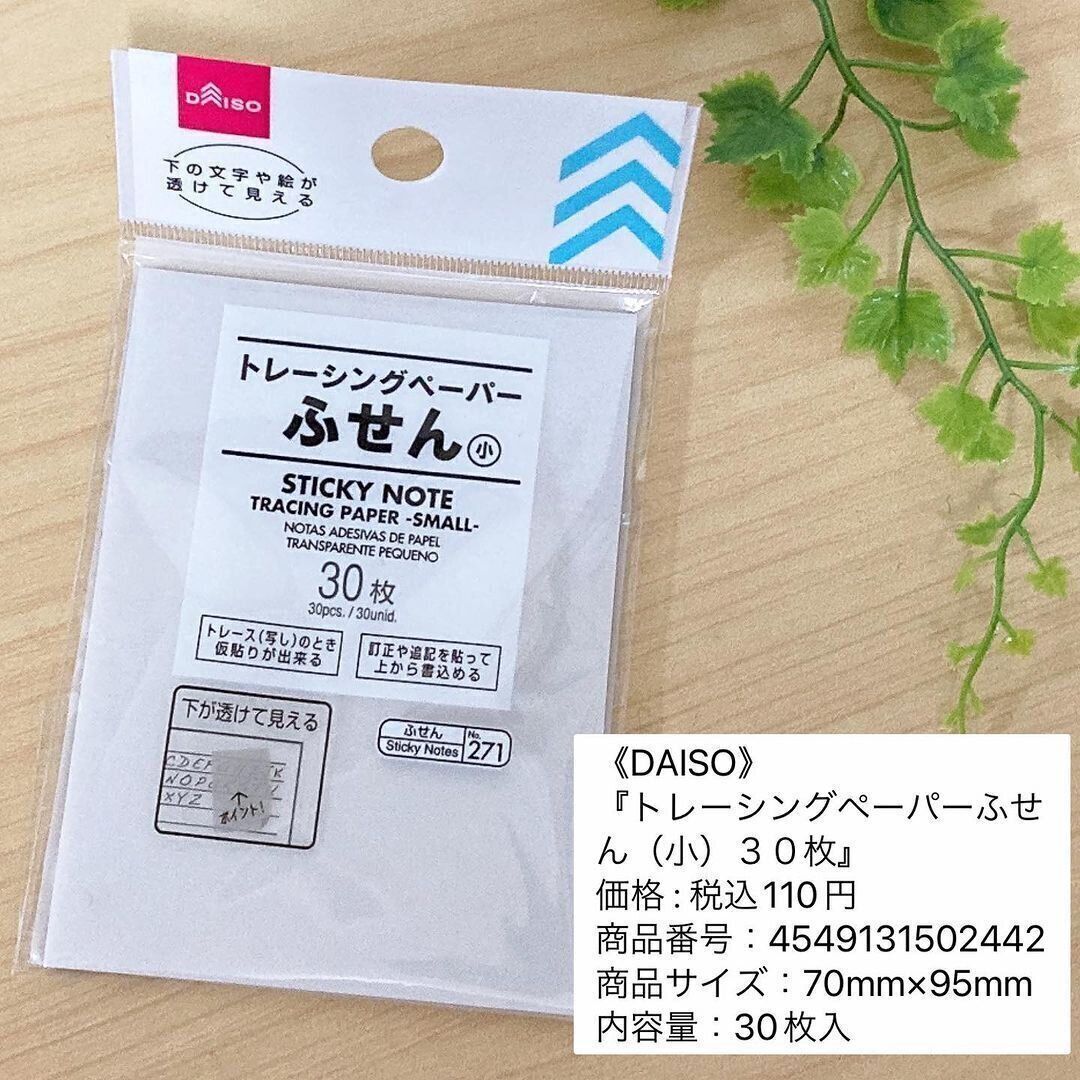 DAISO
下の文字や絵が
透けて見える
トレーシングペーパー
ふせん小
STICKY NOTE
TRACING PAPER -SMALL-
NOTAS ADESIVAS DE PAPEL
TRANSPARENTE PEQUENO
30枚
30pcs. / 30unid.
トレース(写し)のとき
仮貼りが出来る
訂正や追記を貼って
上から書込める
下が透けて見える
XYZ
ポイント!
ふせん
Sticky Notes
No.
271
《DAISO》
『トレーシングペーパーふせ
ん（小）３０枚』
価格:税込110円
商品番号：4549131502442
商品サイズ：70mm×95mm
内容量：30枚入